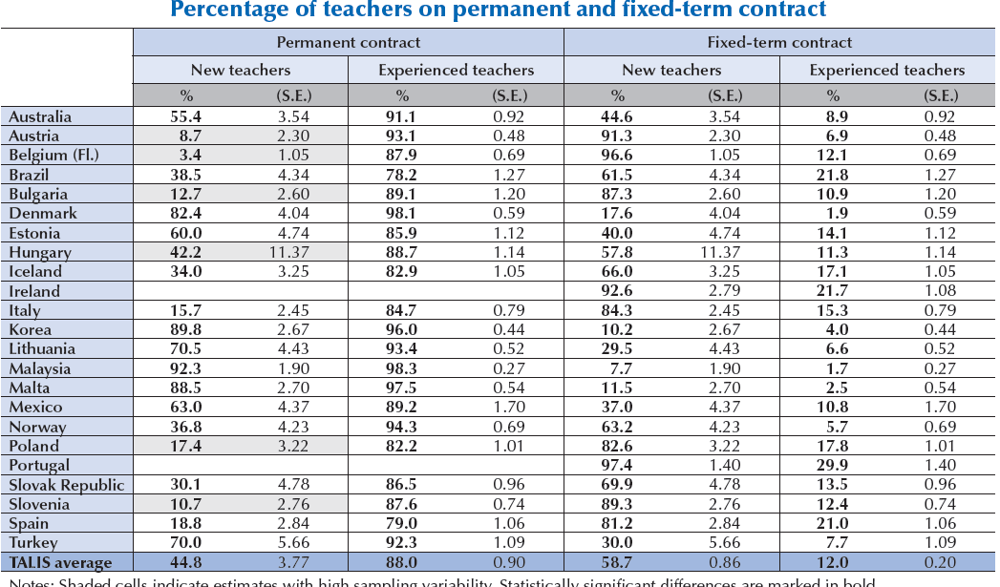 Percentage of teachers on permanent and fixed-term contract
Permanent contract Fixed-term contract
New teachers Experienced teachers New teachers Experienced teachers
% (S.E.) % (S.E.) % (S.E.) % (S.E.)
Australia 55.4 3.54 91.1 0.92 44.6 3.54 8.9 0.92
Austria 8.7 2.30 93.1 0.48 91.3 2.30 6.9 0.48
Belgium (Fl.) 3.4 1.05 87.9 0.69 96.6 1.05 12.1 0.69
Brazil 38.5 4.34 78.2 1.27 61.5 4.34 21.8 1.27
Bulgaria 12.7 2.60 89.1 1.20 87.3 2.60 10.9 1.20
Denmark 82.4 4.04 98.1 0.59 17.6 4.04 1.9 0.59
Estonia 60.0 4.74 85.9 1.12 40.0 4.74 14.1 1.12
Hungary 42.2 11.37 88.7 1.14 57.8 11.37 11.3 1.14
Iceland 34.0 3.25 82.9 1.05 66.0 3.25 17.1 1.05
Ireland 92.6 2.79 21.7 1.08
Italy 15.7 2.45 84.7 0.79 84.3 2.45 15.3 0.79
Korea 89.8 2.67 96.0 0.44 10.2 2.67 4.0 0.44
Lithuania 70.5 4.43 93.4 0.52 29.5 4.43 6.6 0.52
Malaysia 92.3 1.90 98.3 0.27 7.7 1.90 1.7 0.27
Malta 88.5 2.70 97.5 0.54 11.5 2.70 2.5 0.54
Mexico 63.0 4.37 89.2 1.70 37.0 4.37 10.8 1.70
Norway 36.8 4.23 94.3 0.69 63.2 4.23 5.7 0.69
Poland 17.4 3.22 82.2 1.01 82.6 3.22 17.8 1.01
Portugal 97.4 1.40 29.9 1.40
Slovak Republic 30.1 4.78 86.5 0.96 69.9 4.78 13.5 0.96
Slovenia 10.7 2.76 87.6 0.74 89.3 2.76 12.4 0.74
Spain 18.8 2.84 79.0 1.06 81.2 2.84 21.0 1.06
Turkey 70.0 5.66 92.3 1.09 30.0 5.66 7.7 1.09
TALIS average 44.8 3.77 88.0 0.90 58.7 0.86 12.0 0.20
Notes: Shaded cells indicate estimates with high sampling variability. Statistically significant differences are marked in bold.